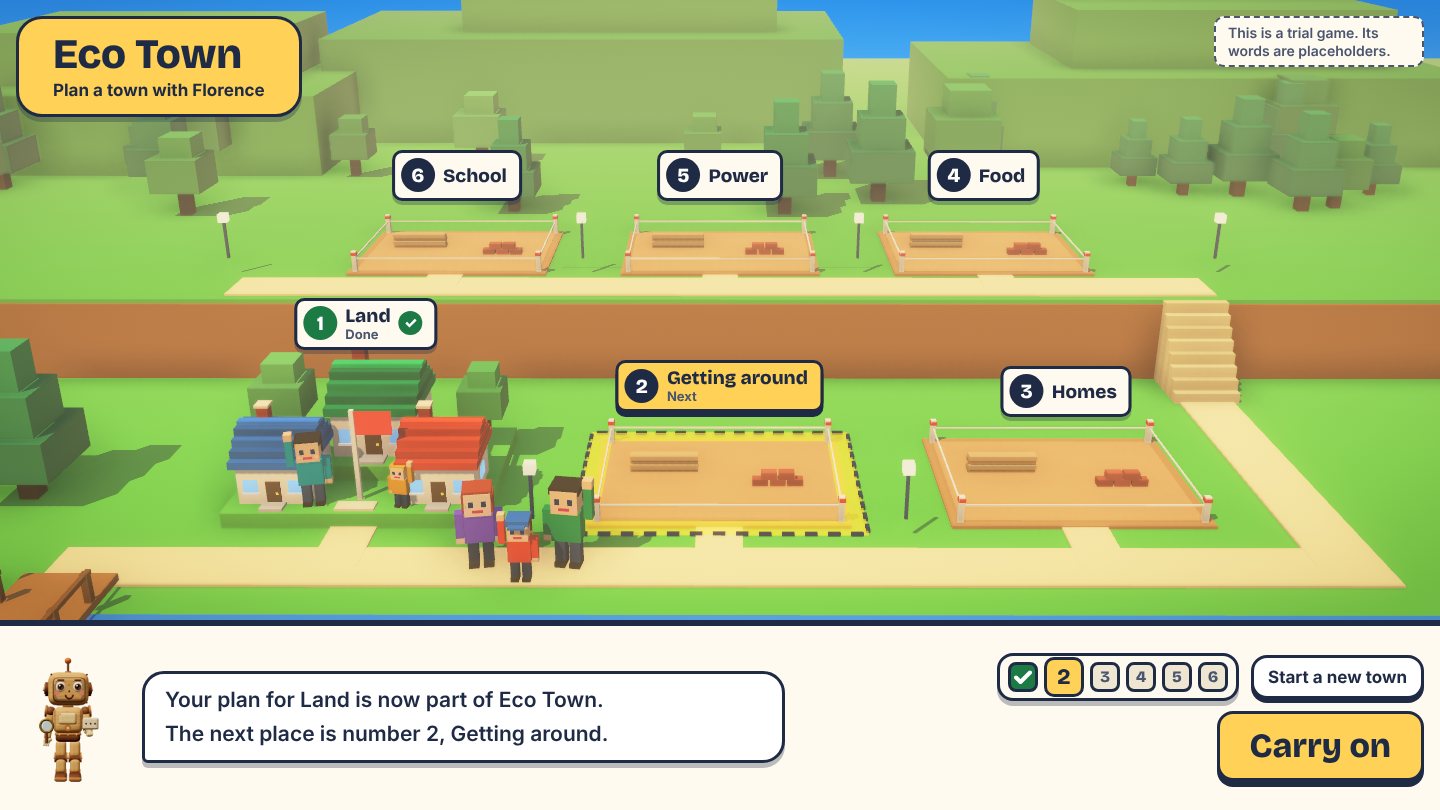 Eco Town
Plan a town with Florence
This is a trial game. Its
words are placeholders.
6 School
5 Power
4 Food
1 Land
Done
2 Getting around
Next
3 Homes
Your plan for Land is now part of Eco Town.
The next place is number 2, Getting around.
2 3 4 5 6
Start a new town
Carry on